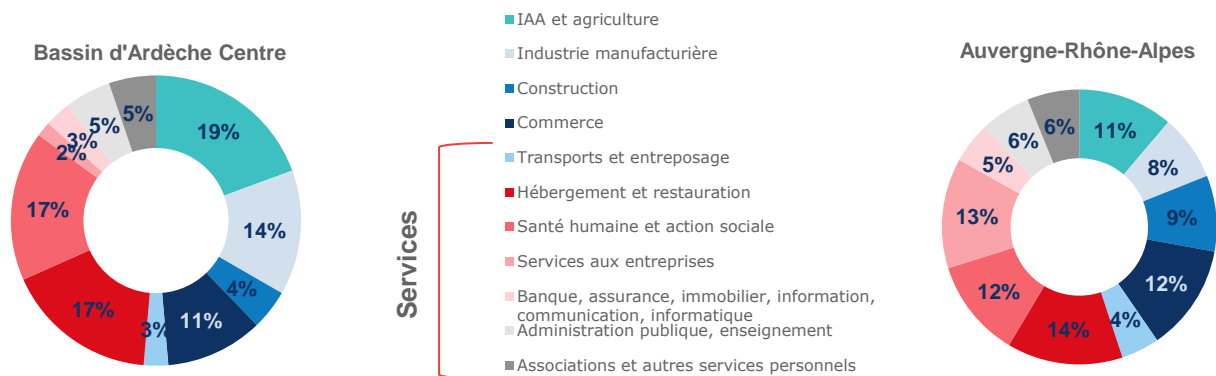 Bassin d'Ardèche Centre
19%
14%
4%
11%
3%
17%
17%
2%
3%
5%
5%
Services
IAA et agriculture
Industrie manufacturière
Construction
Commerce
Transports et entreposage
Hébergement et restauration
Santé humaine et action sociale
Services aux entreprises
Banque, assurance, immobilier, information,
communication, informatique
Administration publique, enseignement
Associations et autres services personnels
Auvergne-Rhône-Alpes
11%
8%
9%
12%
4%
14%
12%
13%
5%
6%
6%